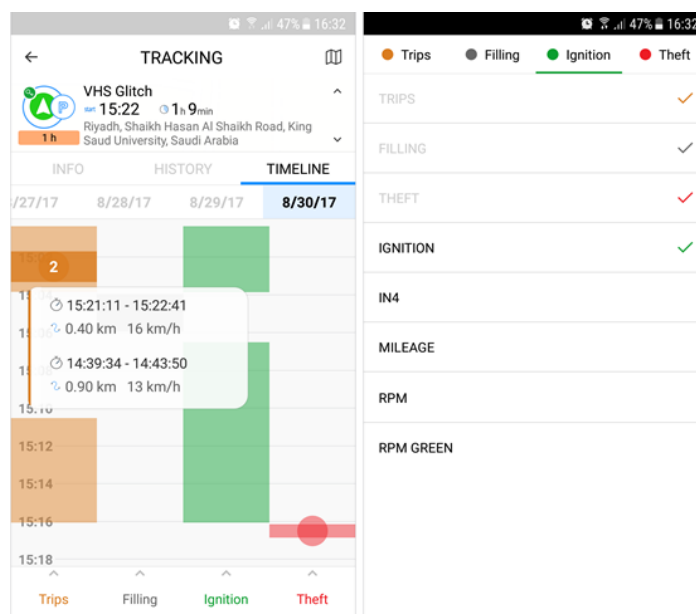 47% 16:32
TRACKING
VHS Glitch
start 15:22 1h 9min
Riyadh, Shaikh Hasan Al Shaikh Road, King
Saud University, Saudi Arabia
1 h
P
INFO HISTORY TIMELINE
/27/17 8/28/17 8/29/17 8/30/17
2
15:21:11 - 15:22:41
0.40 km 16 km/h
14:39:34 - 14:43:50
0.90 km 13 km/h
15:10
15:12
15:14
15:16
15:18
Trips Filling Ignition Theft
47% 16:32
Trips Filling Ignition Theft
TRIPS
FILLING
THEFT
IGNITION
IN4
MILEAGE
RPM
RPM GREEN